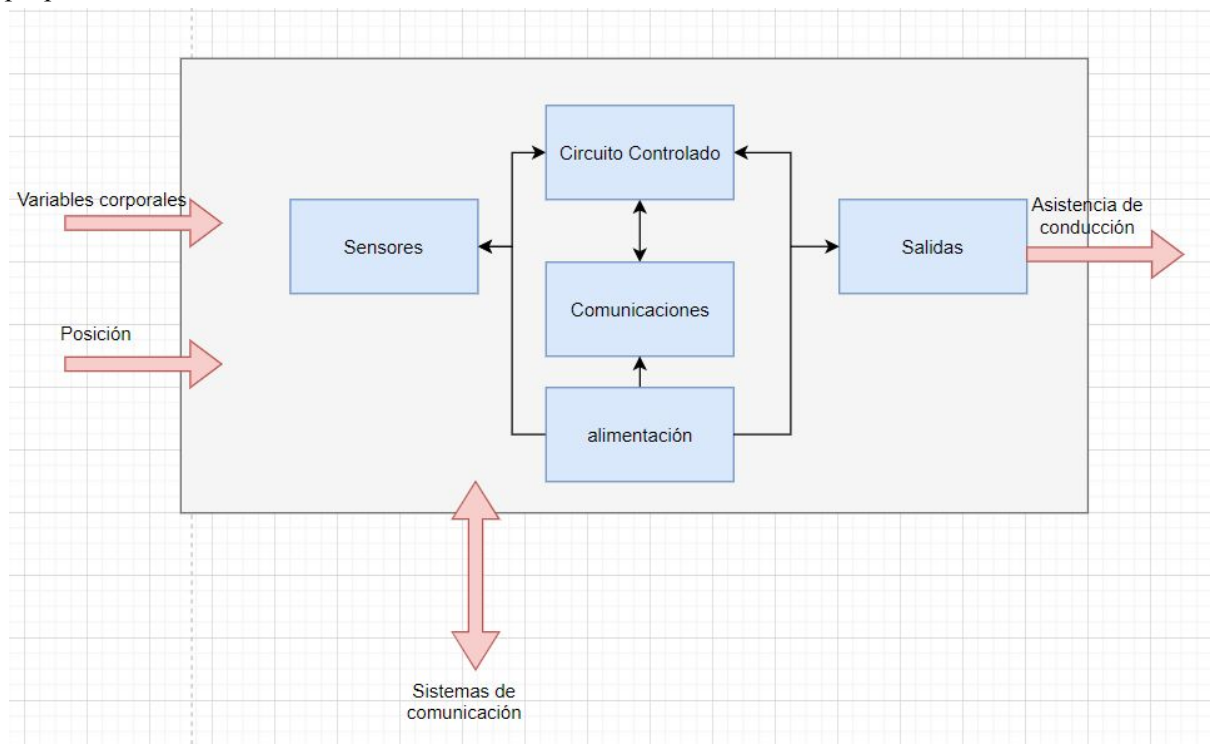 Circuito Controlado
Variables corporales
Sensores
Salidas
Asistencia de
conducción
Comunicaciones
Posición
alimentación
Sistemas de
comunicación